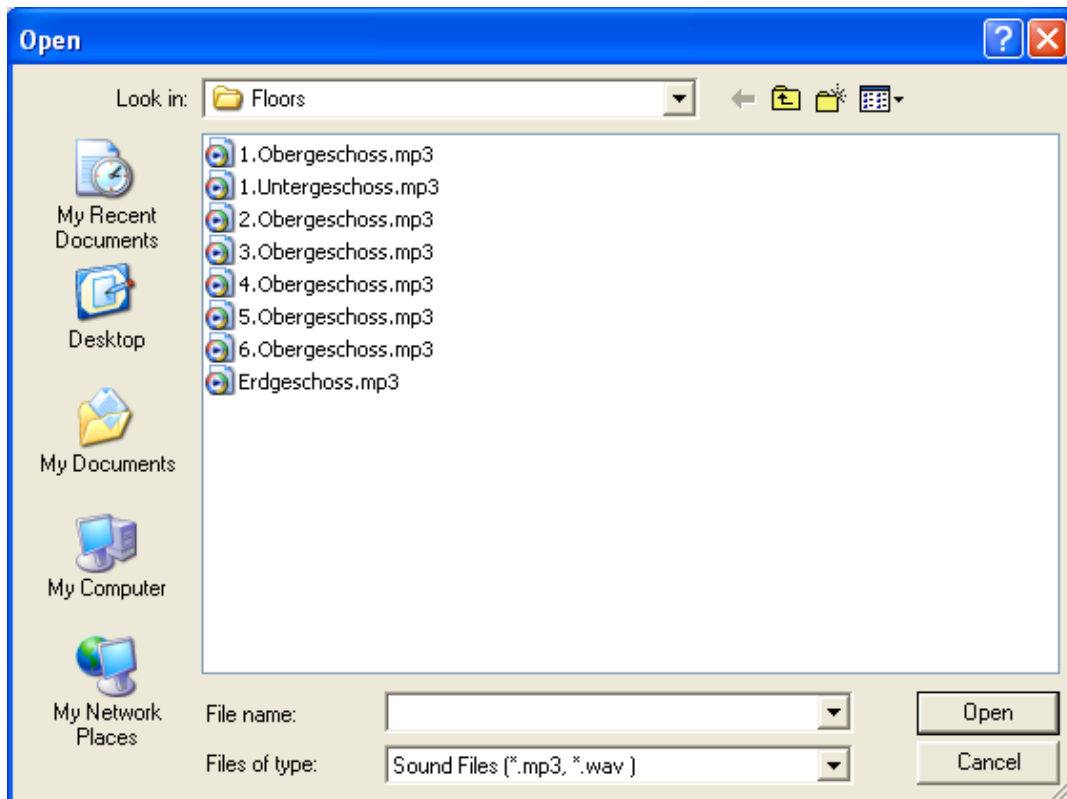 Open
Look in:
Floors
My Recent
Documents
Desktop
My Documents
My Computer
My Network
Places
1.Obergeschoss.mp3
1.Untergeschoss.mp3
2.Obergeschoss.mp3
3.Obergeschoss.mp3
4.Obergeschoss.mp3
5.Obergeschoss.mp3
6.Obergeschoss.mp3
Erdgeschoss.mp3
File name:
Open
Files of type:
Sound Files (*.mp3, *.wav )
Cancel